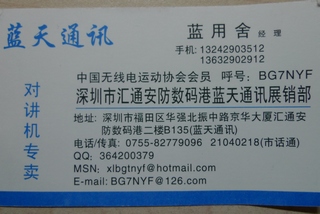 蓝天通讯
蓝用舍 经理
手机: 13242903512
13632902912
对讲机专卖
中国无线电运动协会会员 呼号: BG7NYF
深圳市汇通安防数码港蓝天通讯展销部
地址: 深圳市福田区华强北振中路京华大厦汇通安
防数码港二楼B135(蓝天通讯)
电话/传真: 0755-82779096 21040218(市话通)
QQ: 364200379
MSN: xlbgtnyf@hotmail.com
E-mail: BG7NYF@126.com